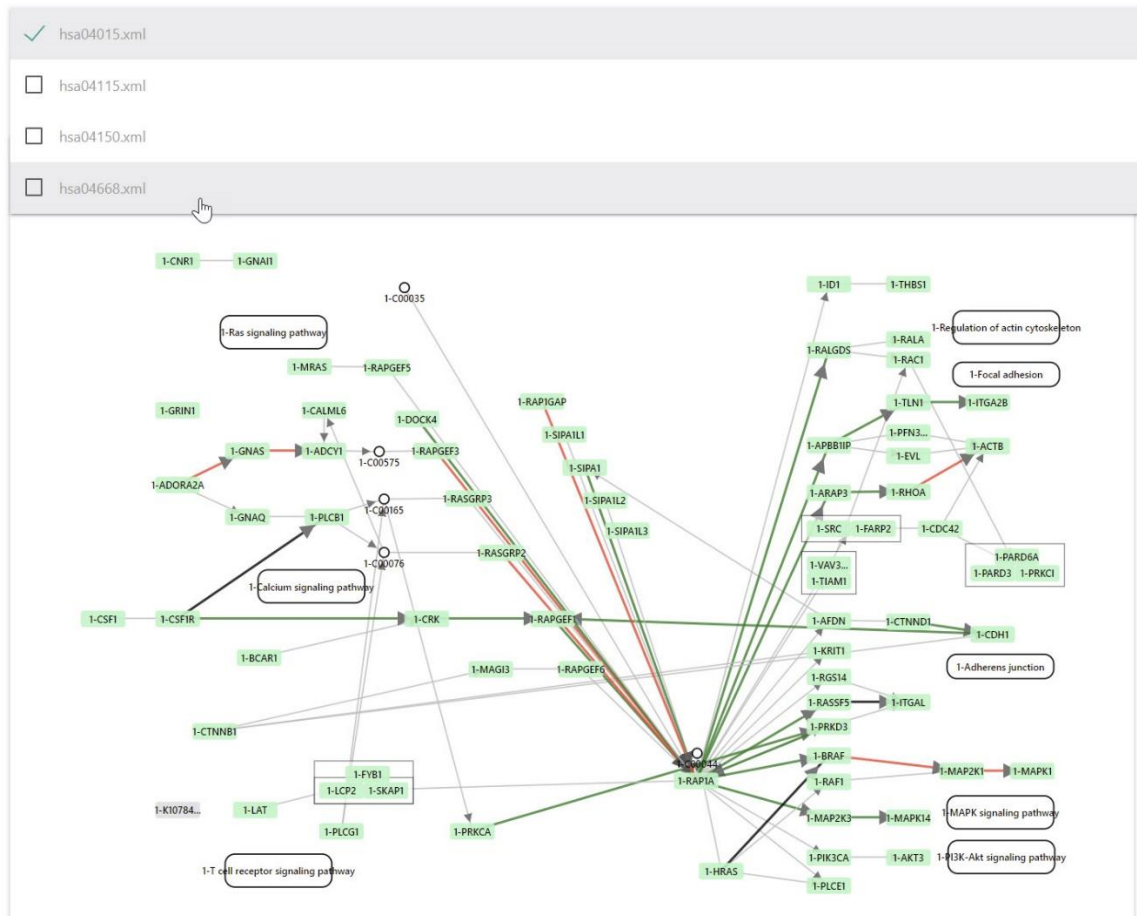 hsa04015.xml
hsa04115.xml
hsa04150.xml
hsa04668.xml
1-CNR1 1-GNAI1
1-C00035
1-ID1 1-THBS1
1-Ras signaling pathway
1-Regulation of actin cytoskeleton
1-RALGDS
1-RALA
1-RAC1
1-MRAS 1-RAPGEF5
1-Focal adhesion
1-GRIN1
1-CALML6
1-DOCK4
1-RAP1GAP
1-TLN1 1-ITGA2B
1-SIPA1L1
1-PFN3...
1-GNAS
1-ADCY1
1-C00575
1-RAPGEF3
1-APBB1IP
1-ACTB
1-EVL
1-SIPA1
1-ADORA2A
1-ARAP3
1-RHOA
1-RASGRP3
1-SIPA1L2
1-C00165
1-GNAQ
1-PLCB1
1-SIPA1L3
1-SRC 1-FARP2
1-CDC42
1-RASGRP2
1-C00076
1-PARD6A
1-VAV3...
1-TIAM1
1-PARD3 1-PRKCI
1-Calcium signaling pathway
1-CSF1 1-CSF1R
1-CRK
1-RAPGEF1
1-AFDN
1-CTNND1
1-CDH1
1-BCAR1
1-KRIT1
1-MAGI3 1-RAPGEF6
1-Adherens junction
1-RGS14
1-RASSF5 1-ITGAL
1-CTNNB1
1-PRKD3
1-C00044
1-BRAF
1-FYB1
1-RAP1A
1-RAF1
1-MAP2K1 1-MAPK1
1-LCP2 1-SKAP1
1-K10784...
1-LAT
1-MAP2K3 1-MAPK14
1-MAPK signaling pathway
1-PLCG1
1-PRKCA
1-PIK3CA 1-AKT3
1-PI3K-Akt signaling pathway
1-T cell receptor signaling pathway
1-HRAS
1-PLCE1